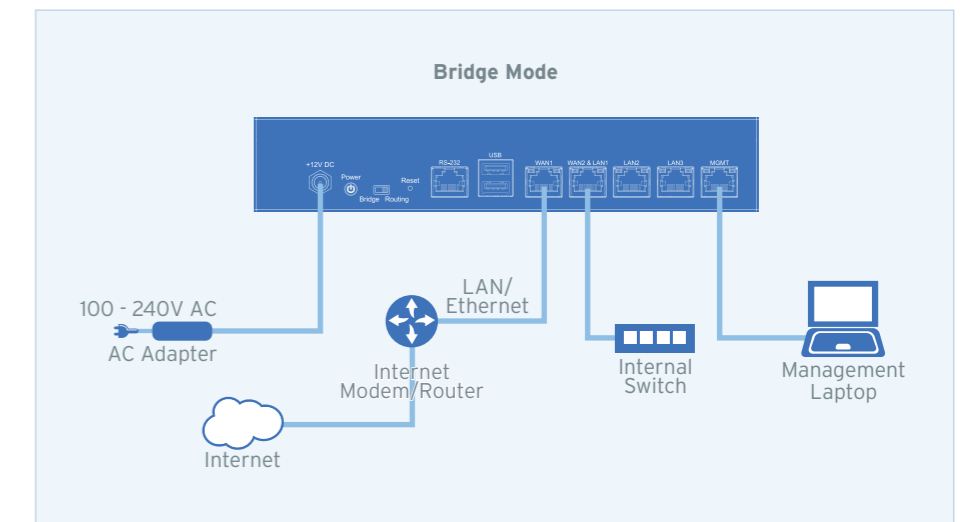 Bridge Mode
+12V DC
Power
Bridge Routing
Reset
RS-232
USB
WAN1
WAN2 & LAN1
LAN2
LAN3
MGMT
100 - 240V AC
AC Adapter
LAN/
Ethernet
Internet
Modem/Router
Internet
Internal
Switch
Management
Laptop